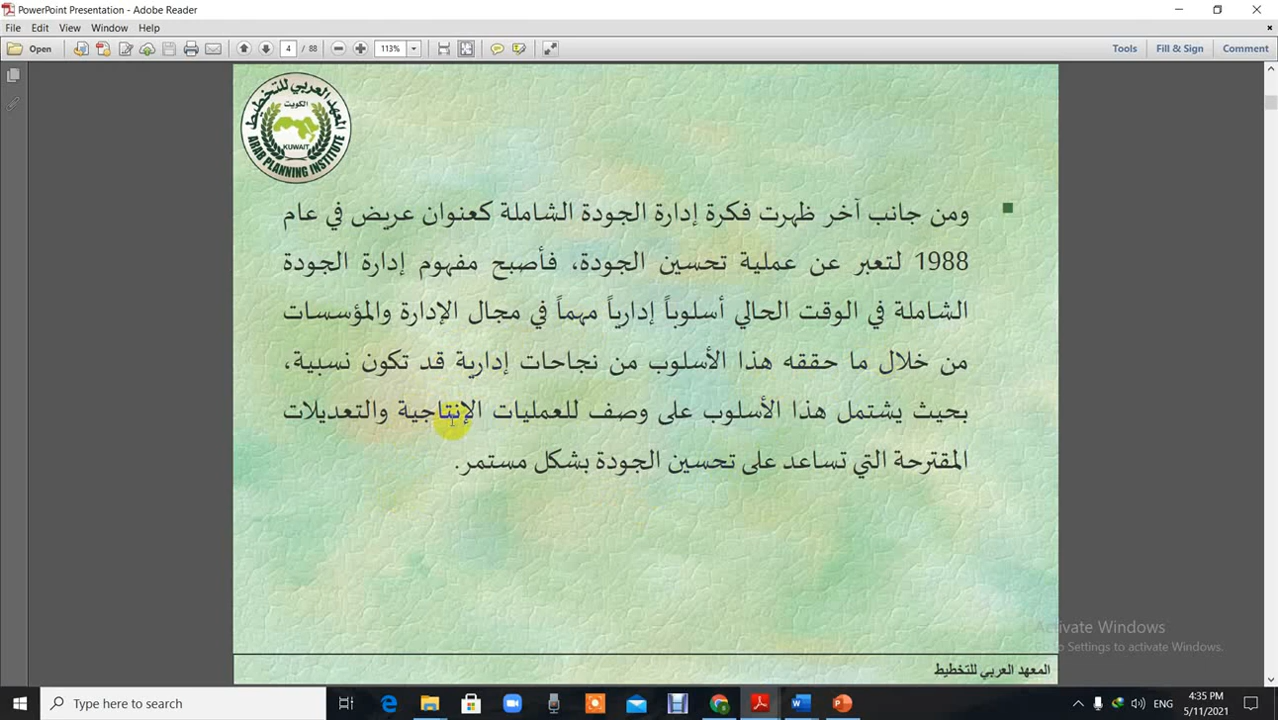 PowerPoint Presentation - Adobe Reader
File Edit View Window Help
Open 4 / 88 113% Tools Fill & Sign Comment
المعهد العربي للتخطيط
الكويت
KUWAIT
ARAB PLANNING INSTITUTE
ومن جانب آخر ظهرت فكرة إدارة الجودة الشاملة كعنوان عريض في عام
1988 لتعبر عن عملية تحسين الجودة، فأصبح مفهوم إدارة الجودة
الشاملة في الوقت الحالي أسلوباً إدارياً مهماً في مجال الإدارة والمؤسسات
من خلال ما حققه هذا الأسلوب من نجاحات إدارية قد تكون نسبية،
بحيث يشتمل هذا الأسلوب على وصف للعمليات الإنتاجية والتعديلات
المقترحة التي تساعد على تحسين الجودة بشكل مستمر.
Activate Windows
to Settings to activate Windows.
المعهد العربي للتخطيط
Type here to search
ENG
4:35 PM
5/11/2021